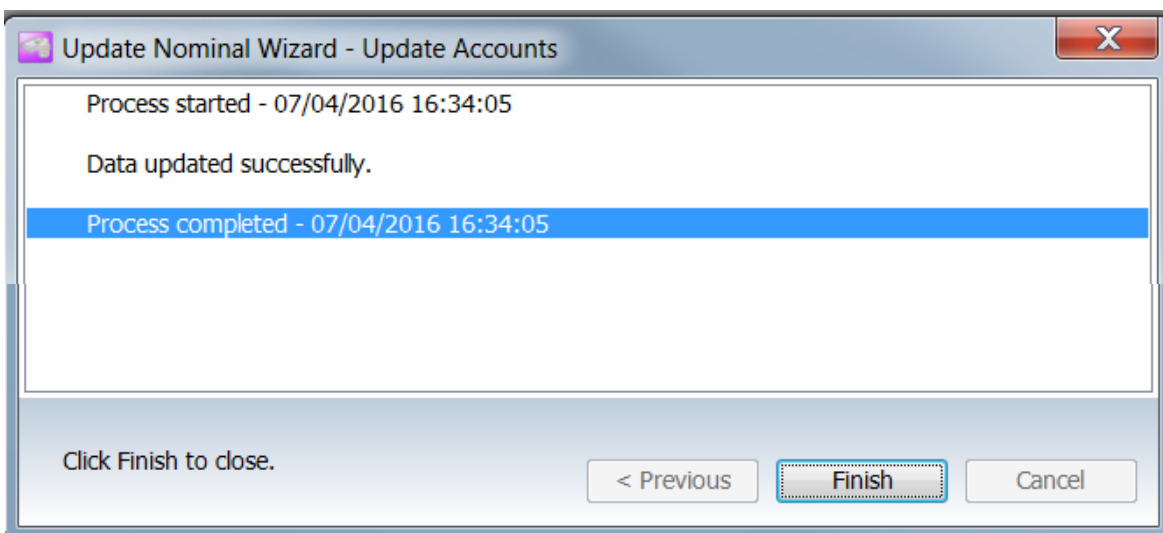 Update Nominal Wizard - Update Accounts
X
Process started - 07/04/2016 16:34:05
Data updated successfully.
Process completed - 07/04/2016 16:34:05
Click Finish to close.
< Previous
Finish
Cancel